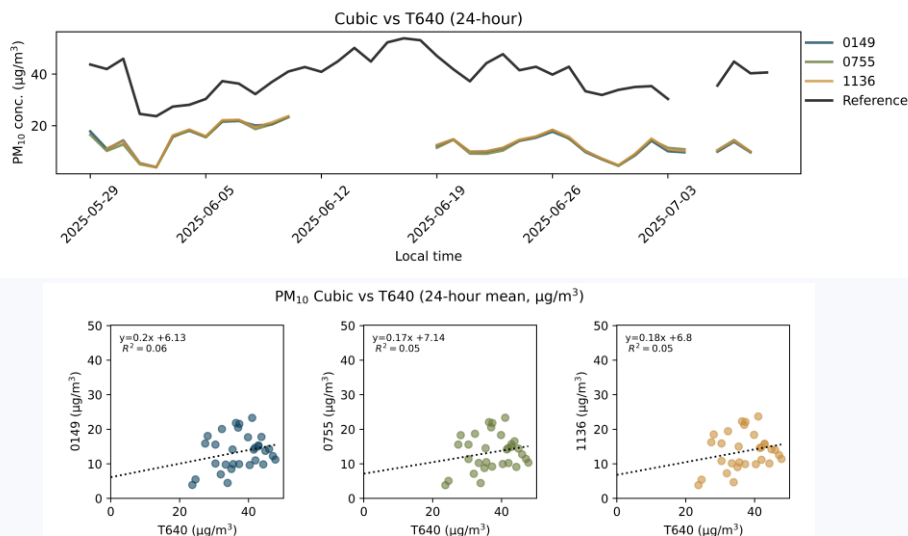 Cubic vs T640 (24-hour)
PM₁₀ conc. (µg/m³)
40
20
0149
0755
1136
Reference
2025-05-29
2025-06-05
2025-06-12
2025-06-19
2025-06-26
2025-07-03
Local time
PM₁₀ Cubic vs T640 (24-hour mean, µg/m³)
y=0.2x +6.13
R² = 0.06
0149 (µg/m³)
50
40
30
20
10
0
0
20
40
T640 (µg/m³)
y=0.17x +7.14
R² = 0.05
0755 (µg/m³)
50
40
30
20
10
0
0
20
40
T640 (µg/m³)
y=0.18x +6.8
R² = 0.05
1136 (µg/m³)
50
40
30
20
10
0
0
20
40
T640 (µg/m³)